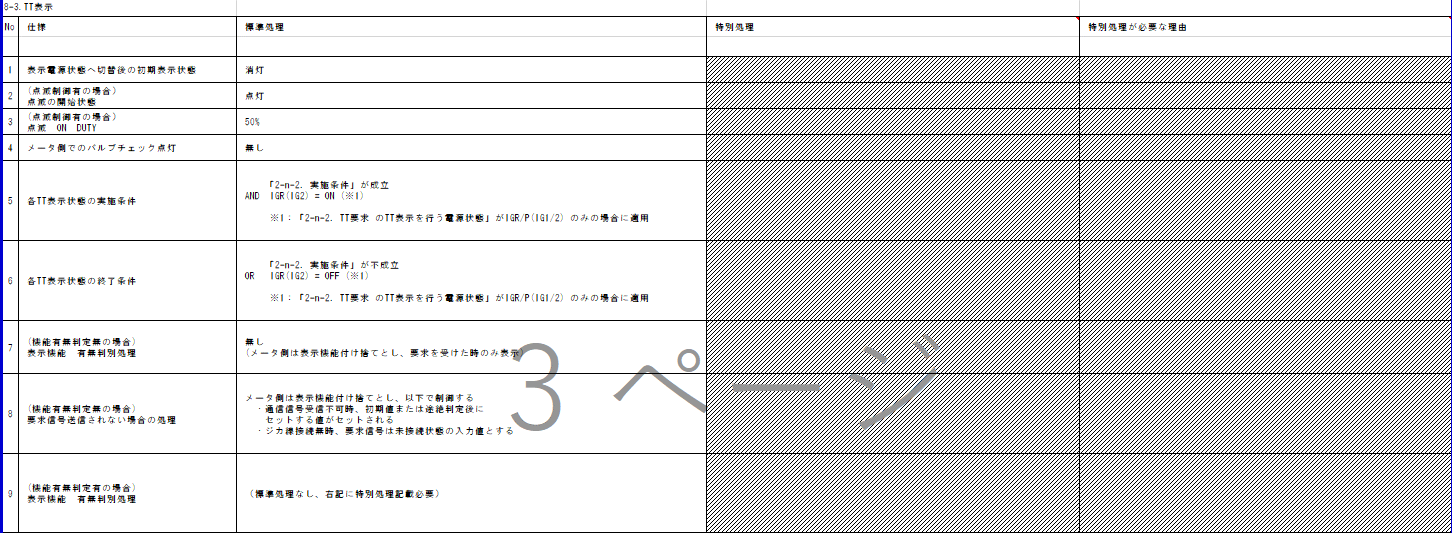 8-3.TT表示
No 仕様 標準処理 特別処理 特別処理が必要な理由
1 表示電源状態へ切替後の初期表示状態 消灯
2 (点滅制御有の場合) 点滅の開始状態 点灯
3 (点滅制御有の場合) 点滅 ON DUTY 50%
4 メータ側でのバルブチェック点灯 無し
5 各TT表示状態の実施条件
「2-n-2. 実施条件」が成立
AND IGR(IG2) = ON (※1)
※1:「2-n-2. TT要求 のTT表示を行う電源状態」がIGR/P(IG1/2) のみの場合に適用
6 各TT表示状態の終了条件
「2-n-2. 実施条件」が不成立
OR IGR(IG2) = OFF (※1)
※1:「2-n-2. TT要求 のTT表示を行う電源状態」がIGR/P(IG1/2) のみの場合に適用
7 (機能有無判定無の場合)
表示機能 有無判別処理
無し
(メータ側は表示機能付け捨てとし、要求を受けた時のみ表示)
8 (機能有無判定無の場合)
要求信号送信されない場合の処理
メータ側は表示機能付け捨てとし、以下で制御する
・通信信号受信不可時、初期値または途絶判定後に
セットする値がセットされる
・ジカ線接続無時、要求信号は未接続状態の入力値とする
9 (機能有無判定有の場合)
表示機能 有無判別処理
(標準処理なし、右記に特別処理記載必要)
3 ページ